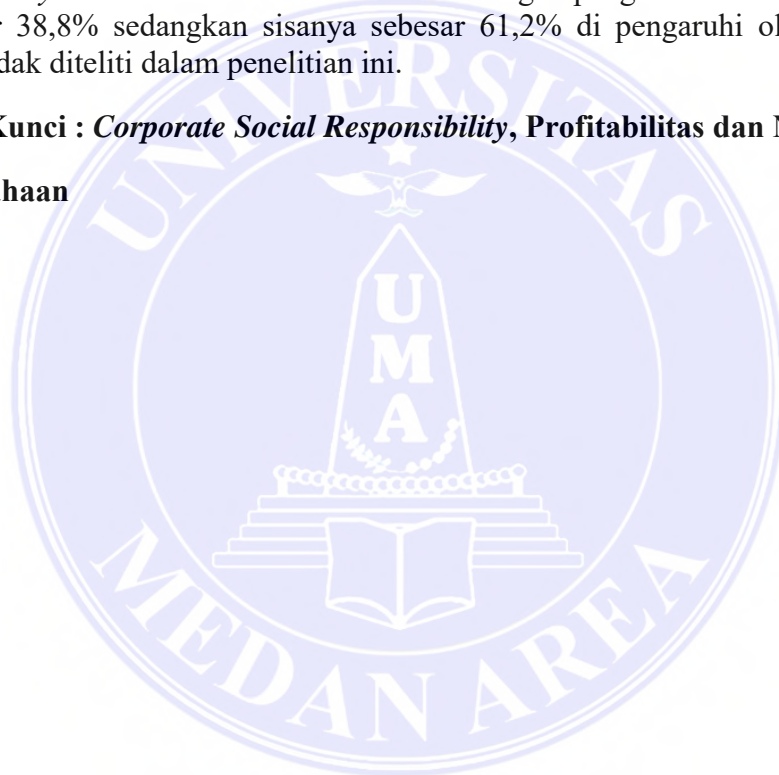 38,8% sedangkan sisanya sebesar 61,2% di pengaruhi
dak diteliti dalam penelitian ini.
Kunci : Corporate Social Responsibility, Profitabilitas dan
haan
UNIVERSITAS
UMA
MEDAN AREA